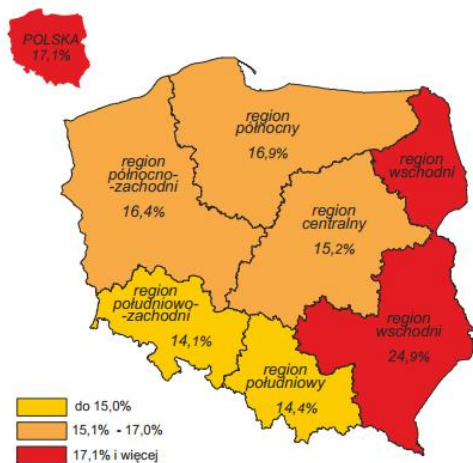 POLSKA
17,1%
region
północny
16,9%
region
wschodni
region
północno-
-zachodni
16,4%
region
centralny
15,2%
region
południowo-
-zachodni
14,1%
region
wschodni
24,9%
region
południowy
14,4%
do 15,0%
15,1% - 17,0%
17,1% i więcej